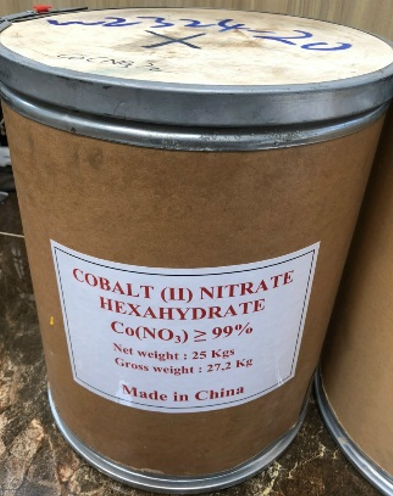 COBALT (II) NITRATE
HEXAHYDRATE
Co(NO₃) ≥ 99%
Net weight : 25 Kgs
Gross weight : 27.2 Kg
Made in China